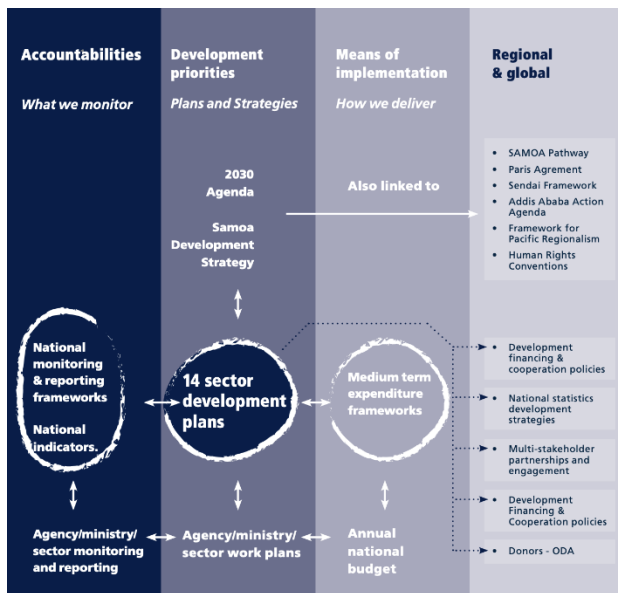 Accountabilities
What we monitor
Development
priorities
Plans and Strategies
Means of
implementation
How we deliver
Regional
& global
2030
Agenda
Samoa
Development
Strategy
Also linked to
• SAMOA Pathway
• Paris Agrement
• Sendai Framework
• Addis Ababa Action
Agenda
• Framework for
Pacific Regionalism
• Human Rights
Conventions
National
monitoring
& reporting
frameworks
National
indicators.
14 sector
development
plans
Medium term
expenditure
frameworks
• Development
financing &
cooperation policies
• National statistics
development
strategies
• Multi-stakeholder
partnerships and
engagement
• Development
Financing &
Cooperation policies
• Donors - ODA
Agency/ministry/
sector monitoring
and reporting
Agency/ministry/
sector work plans
Annual
national
budget